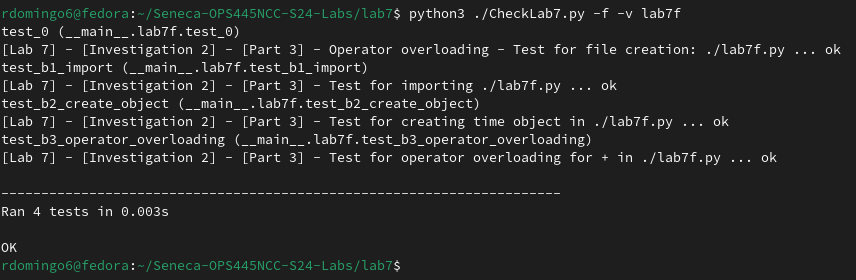 rdomingo6@fedora:~/Seneca-OPS445NCC-S24-Labs/lab7$ python3 ./CheckLab7.py -f -v lab7f
test_0 (__main__.lab7f.test_0)
[Lab 7] - [Investigation 2] - [Part 3] - Operator overloading - Test for file creation: ./lab7f.py ... ok
test_b1_import (__main__.lab7f.test_b1_import)
[Lab 7] - [Investigation 2] - [Part 3] - Test for importing ./lab7f.py ... ok
test_b2_create_object (__main__.lab7f.test_b2_create_object)
[Lab 7] - [Investigation 2] - [Part 3] - Test for creating time object in ./lab7f.py ... ok
test_b3_operator_overloading (__main__.lab7f.test_b3_operator_overloading)
[Lab 7] - [Investigation 2] - [Part 3] - Test for operator overloading for + in ./lab7f.py ... ok
----------------------------------------------------------------------
Ran 4 tests in 0.003s
OK
rdomingo6@fedora:~/Seneca-OPS445NCC-S24-Labs/lab7$